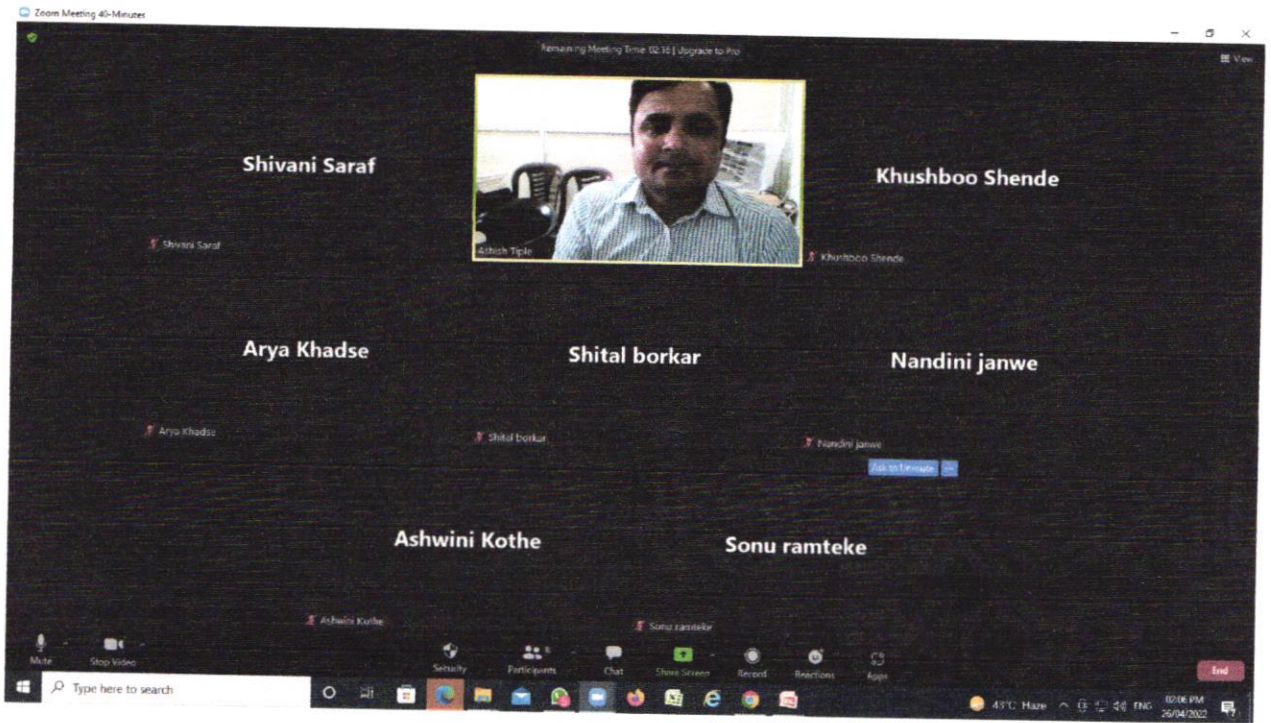 Zoom Meeting 40-Minutes
Remaining Meeting Time: 02:16 | Upgrade to Pro
View
Shivani Saraf
Khushboo Shende
Shivani Saraf
Ashish Tiple
Khushboo Shende
Arya Khadse
Shital borkar
Nandini janwe
Arya Khadse
Shital borkar
Nandini janwe
Ask to Unmute
Ashwini Kothe
Sonu ramteke
Ashwini Kothe
Sonu ramteke
Mute
Stop Video
Security
Participants
Chat
Share Screen
Record
Reactions
Apps
End
Type here to search
43°C Haze
ENG
02:06 PM
26/04/2022